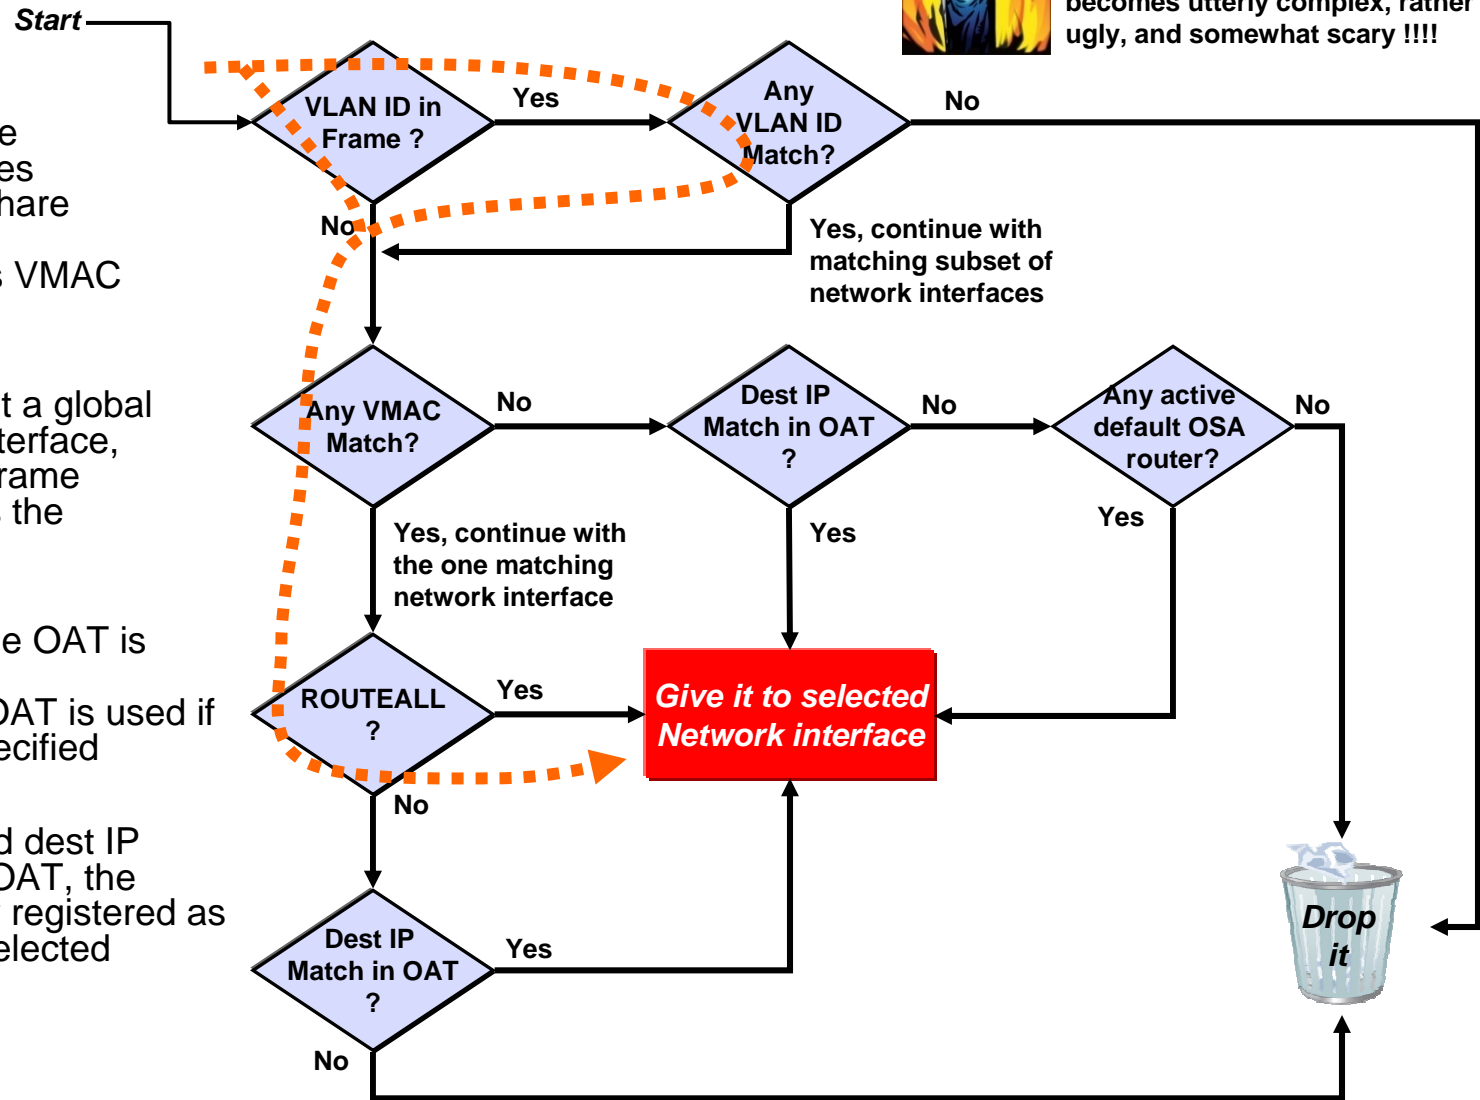 becomes utterly complex, rather
ugly, and somewhat scary !!!!
Start
VLAN ID in
Frame ?
Yes
Any
VLAN ID
Match?
No
No
Yes, continue with
matching subset of
network interfaces
hare
s VMAC
Any VMAC
Match?
No
Dest IP
Match in OAT
?
No
Any active
default OSA
router?
No
t a global
terface,
rame
s the
Yes, continue with
the one matching
network interface
Yes
Yes
e OAT is
OAT is used if
ecified
ROUTEALL
?
Yes
Give it to selected
Network interface
No
d dest IP
OAT, the
registered as
elected
Dest IP
Match in OAT
?
Yes
No
Drop
it